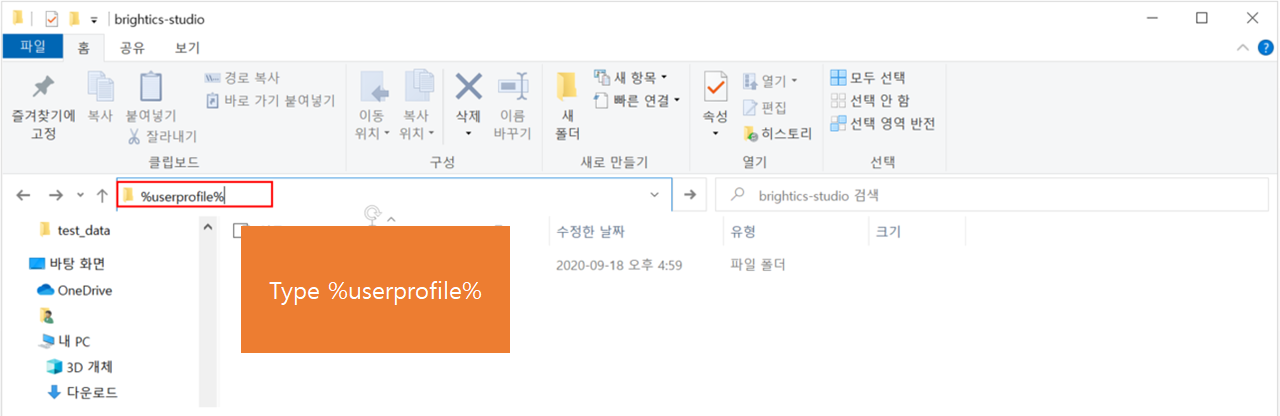 brightics-studio
파일 홈 공유 보기
즐겨찾기에 고정
복사
붙여넣기
경로 복사
바로 가기 붙여넣기
잘라내기
클립보드
이동 위치
복사 위치
삭제
이름 바꾸기
구성
새 폴더
새 항목
빠른 연결
새로 만들기
속성
열기
편집
히스토리
열기
모두 선택
선택 안 함
선택 영역 반전
선택
%userprofile%
brightics-studio 검색
test_data
바탕 화면
OneDrive
내 PC
3D 개체
다운로드
수정한 날짜 유형 크기
2020-09-18 오후 4:59 파일 폴더
Type %userprofile%